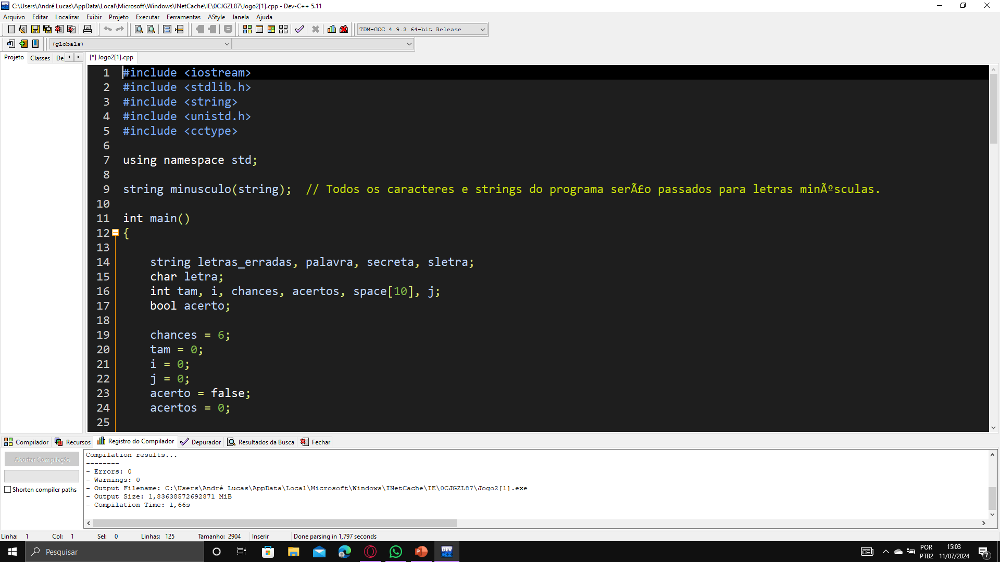 C:\Users\André Lucas\AppData\Local\Microsoft\Windows\INetCache\IE\0CJGZL87\Jogo2[1].cpp - Dev-C++ 5.11
Arquivo Editar Localizar Exibir Projeto Executar Ferramentas AStyle Janela Ajuda
TDM-GCC 4.9.2 64-bit Release
(globals)
Projeto Classes De [*] Jogo2[1].cpp
1 #include <iostream>
2 #include <stdlib.h>
3 #include <string>
4 #include <unistd.h>
5 #include <cctype>
6
7 using namespace std;
8
9 string minusculo(string); // Todos os caracteres e strings do programa serÃ£o passados para letras minÃºsculas.
10
11 int main()
12 {
13
14 string letras_erradas, palavra, secreta, sletra;
15 char letra;
16 int tam, i, chances, acertos, space[10], j;
17 bool acerto;
18
19 chances = 6;
20 tam = 0;
21 i = 0;
22 j = 0;
23 acerto = false;
24 acertos = 0;
25
Compilador Recursos Registro do Compilador Depurador Resultados da Busca Fechar
Abortar Compilação
Shorten compiler paths
Compilation results...
--------
- Errors: 0
- Warnings: 0
- Output Filename: C:\Users\André Lucas\AppData\Local\Microsoft\Windows\INetCache\IE\0CJGZL87\Jogo2[1].exe
- Output Size: 1,83638572692871 MiB
- Compilation Time: 1,66s
Linha: 1 Col: 1 Sel: 0 Linhas: 125 Tamanho: 2904 Inserir Done parsing in 1,797 seconds
Pesquisar
DEV
POR
PTB2
15:03
11/07/2024
7